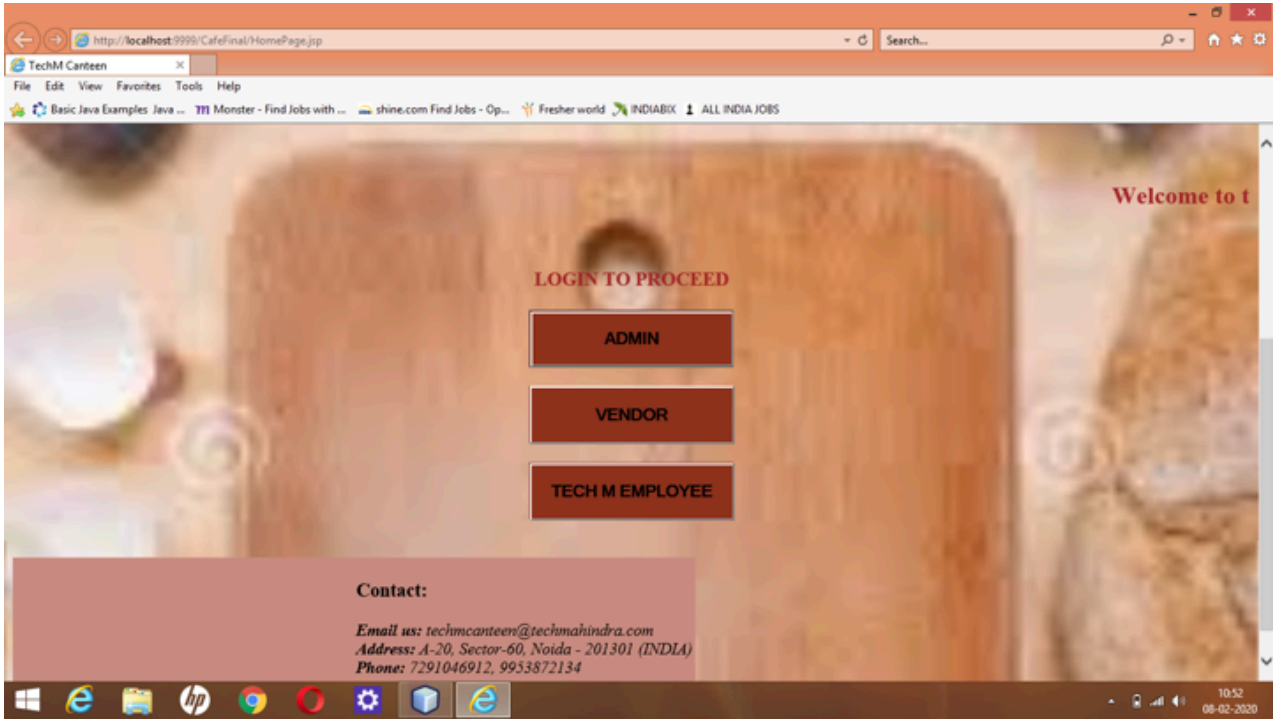 http://localhost:9999/CafeFinal/HomePage.jsp
Search...
TechM Canteen
File Edit View Favorites Tools Help
Basic Java Examples Java ... Monster - Find Jobs with ... shine.com Find Jobs - Op... Fresher world INDIABIX ALL INDIA JOBS
Welcome to t
LOGIN TO PROCEED
ADMIN
VENDOR
TECH M EMPLOYEE
Contact:
Email us: techmcanteen@techmahindra.com
Address: A-20, Sector-60, Noida - 201301 (INDIA)
Phone: 7291046912, 9953872134
hp
10:52
08-02-2020